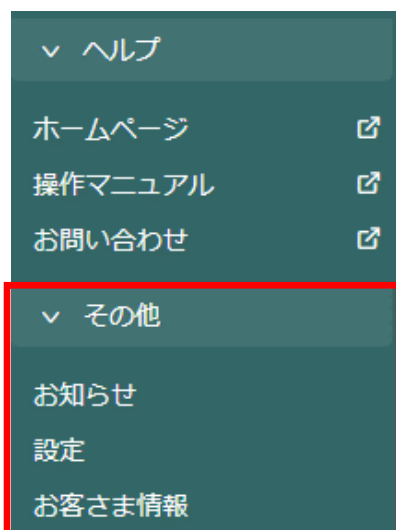 ヘルプ
ホームページ
操作マニュアル
お問い合わせ
その他
お知らせ
設定
お客さま情報